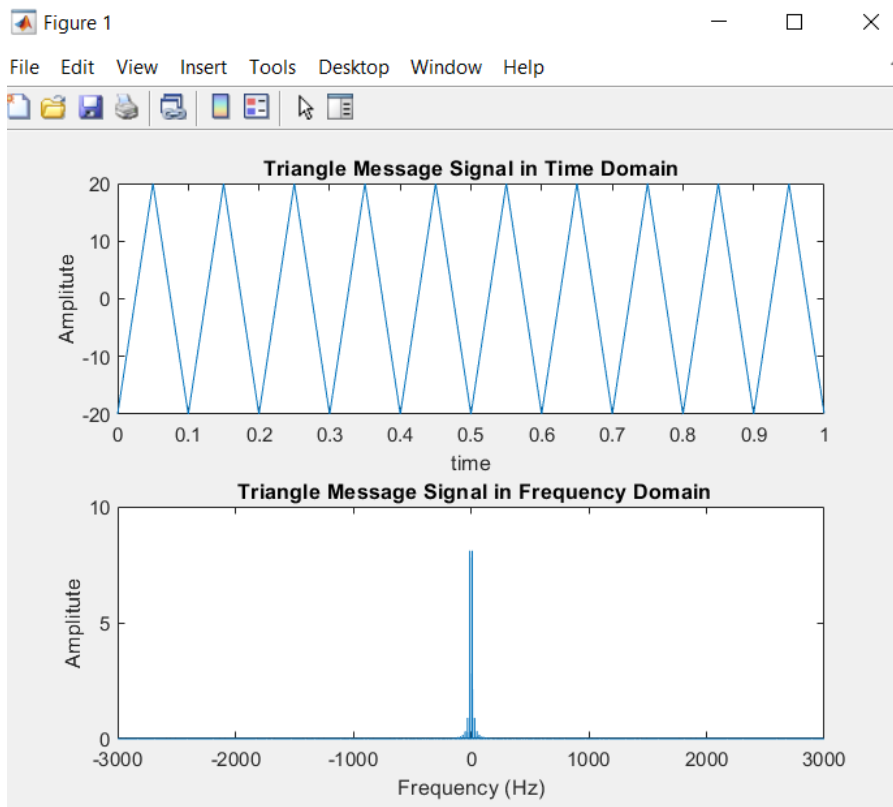 Figure 1
File Edit View Insert Tools Desktop Window Help
Triangle Message Signal in Time Domain
20
10
0
-10
-20
Amplitute
0 0.1 0.2 0.3 0.4 0.5 0.6 0.7 0.8 0.9 1
time
Triangle Message Signal in Frequency Domain
10
5
0
Amplitude
-3000 -2000 -1000 0 1000 2000 3000
Frequency (Hz)